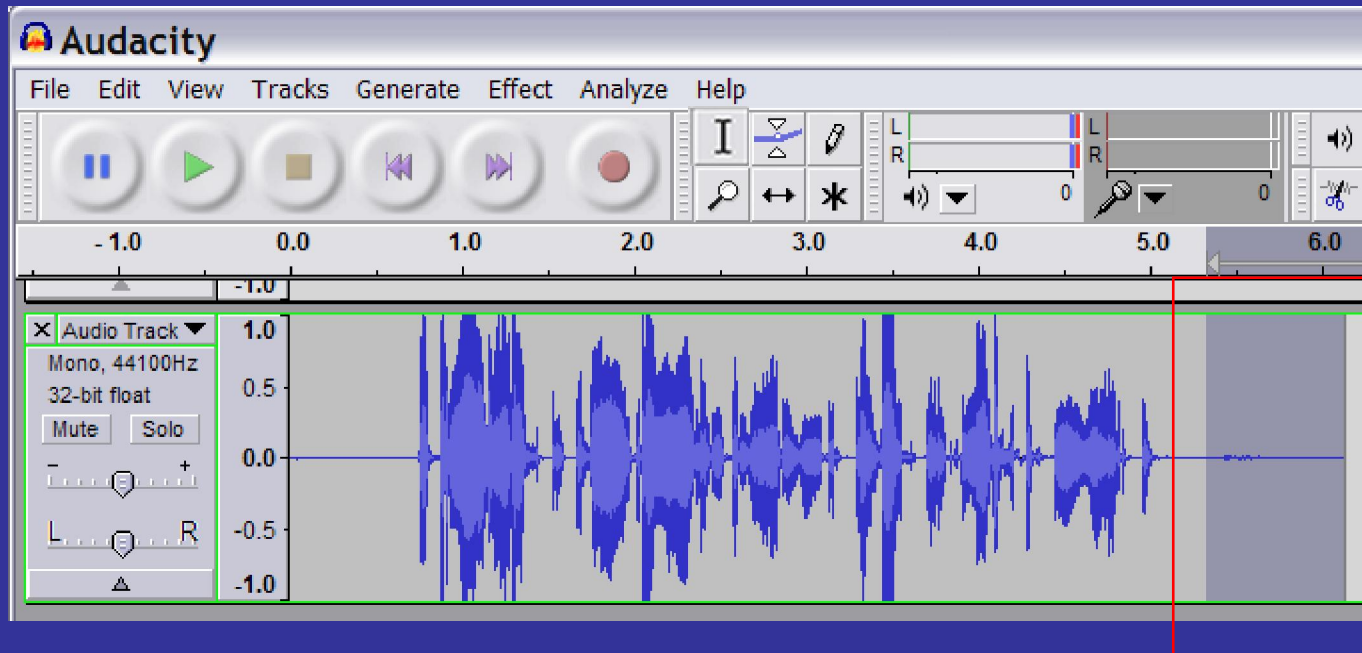 Audacity
File Edit View Tracks Generate Effect Analyze Help
L L
R R
0 0
- 1.0 0.0 1.0 2.0 3.0 4.0 5.0 6.0
-1.0
X Audio Track 1.0
Mono, 44100Hz
32-bit float 0.5
Mute Solo
- + 0.0
L R -0.5
-1.0